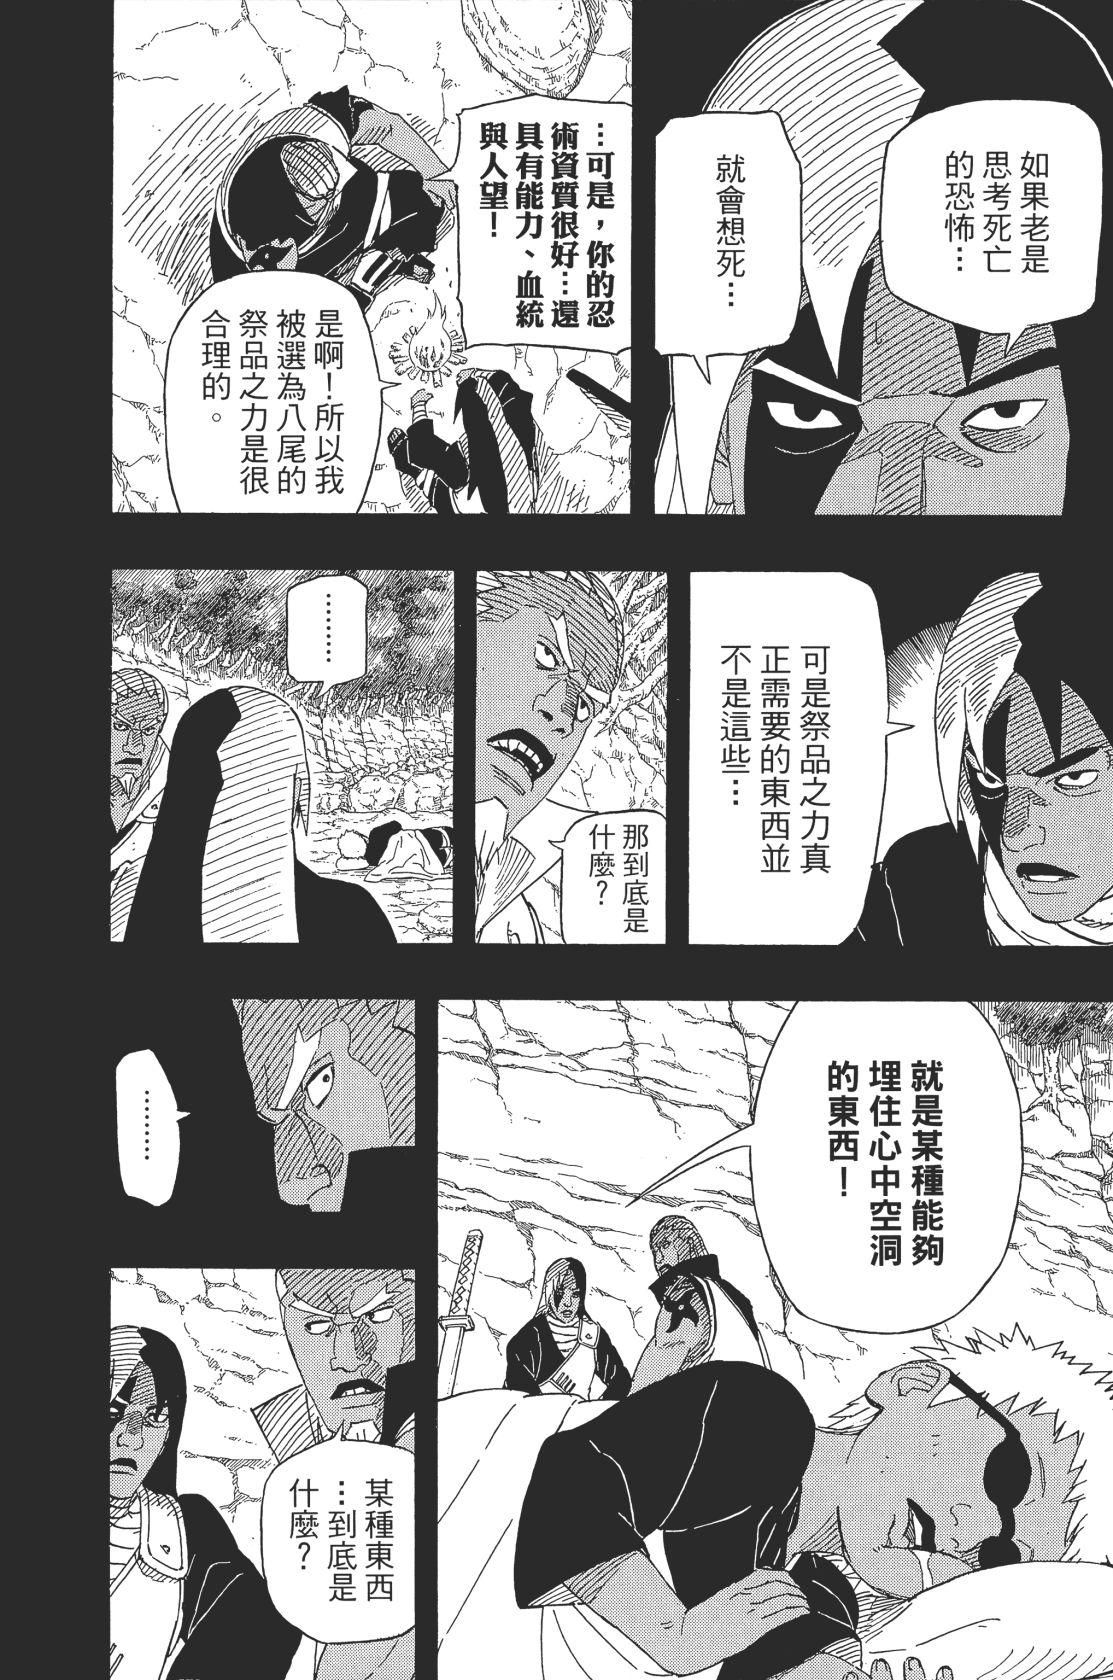 如果老是
思考死亡
的恐怖…
就會想死…
…可是，你的忍
術資質很好…還
具有能力、血統
與人望！
是啊！所以我
被選為八尾的
祭品之力是很
合理的。
可是祭品之力真
正需要的東西並
不是這些…
那到底是
什麼？
………
就是某種能夠
埋住心中空洞
的東西！
………
某種東西
…到底是
什麼？